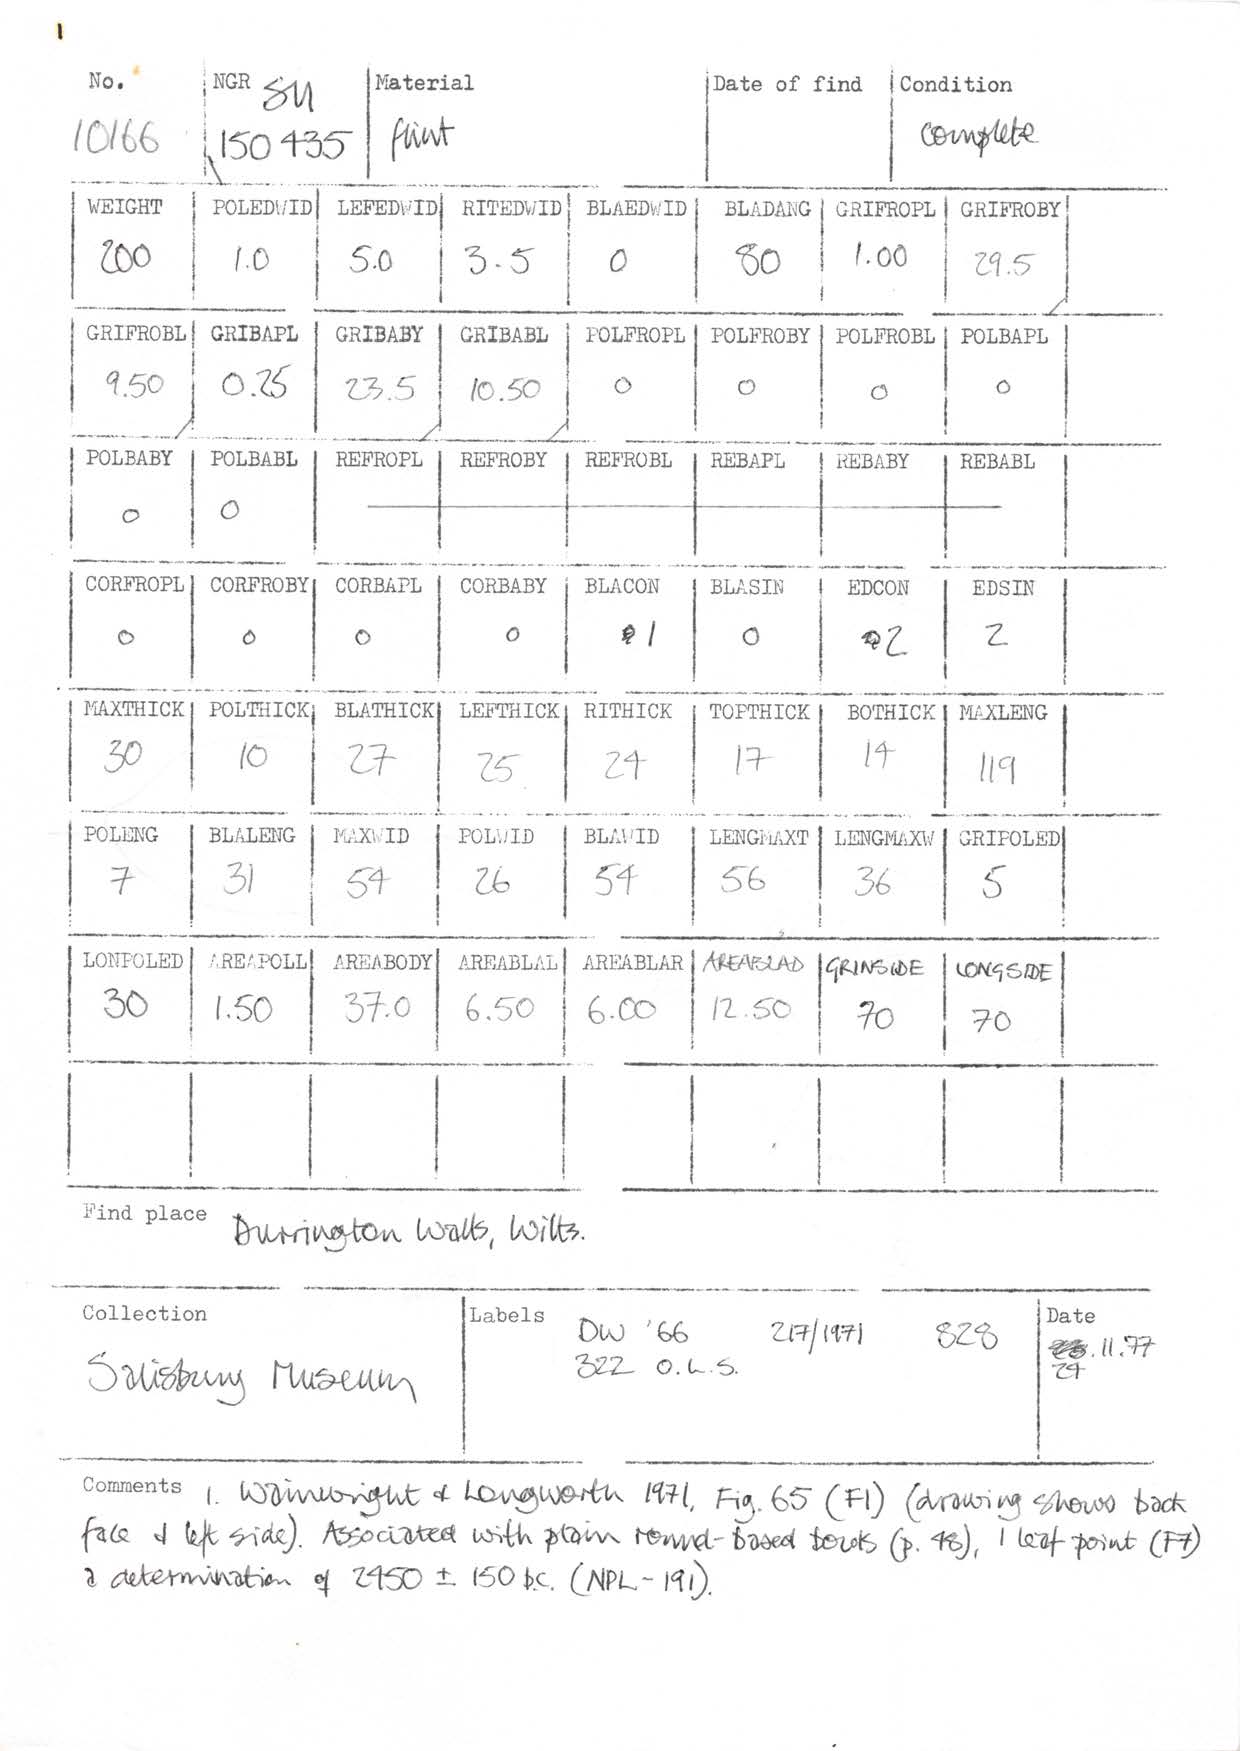 1
No. NGR SU Material Date of find Condition
10166 150 435 flint complete
WEIGHT POLEDWID LEFEDWID RITEDWID BLAEDWID BLADANG GRIFROPL GRIFROBY
200 1.0 5.0 3.5 0 80 1.00 29.5
GRIFROBL GRIBAPL GRIBABY GRIBABL POLFROPL POLFROBY POLFROBL POLBAPL
9.50 0.25 23.5 10.50 0 0 0 0
POLBABY POLBABL REFROPL REFROBY REFROBL REBAPL REBABY REBABL
0 0
CORFROPL CORFROBY CORBAPL CORBABY BLACON BLASIN EDCON EDSIN
0 0 0 0 1 0 2 2
MAXTHICK POLTHICK BLATHICK LEFTHICK RITHICK TOPTHICK BOTHICK MAXLENG
30 10 27 25 24 17 14 119
POLENG BLALENG MAXWID POLWID BLAWID LENGMAXT LENGMAXW GRIPOLED
7 31 54 26 54 56 36 5
LONPOLED AREAPOLL AREABODY AREABLAL AREABLAR AREABLAD GRINSIDE LONGSIDE
30 1.50 37.0 6.50 6.00 12.50 70 70
Find place Durrington Walls, Wilts.
Collection Labels Date
DW '66 217/1971 828 .11.77
322 O.L.S. 24
Salisbury Museum
Comments 1. Wainwright & Longworth 1971, Fig. 65 (F1) (drawing shows back
face & left side). Associated with plain round-based bowls (p. 48), 1 leaf point (F7)
& determination of 2450 ± 150 b.c. (NPL-191).